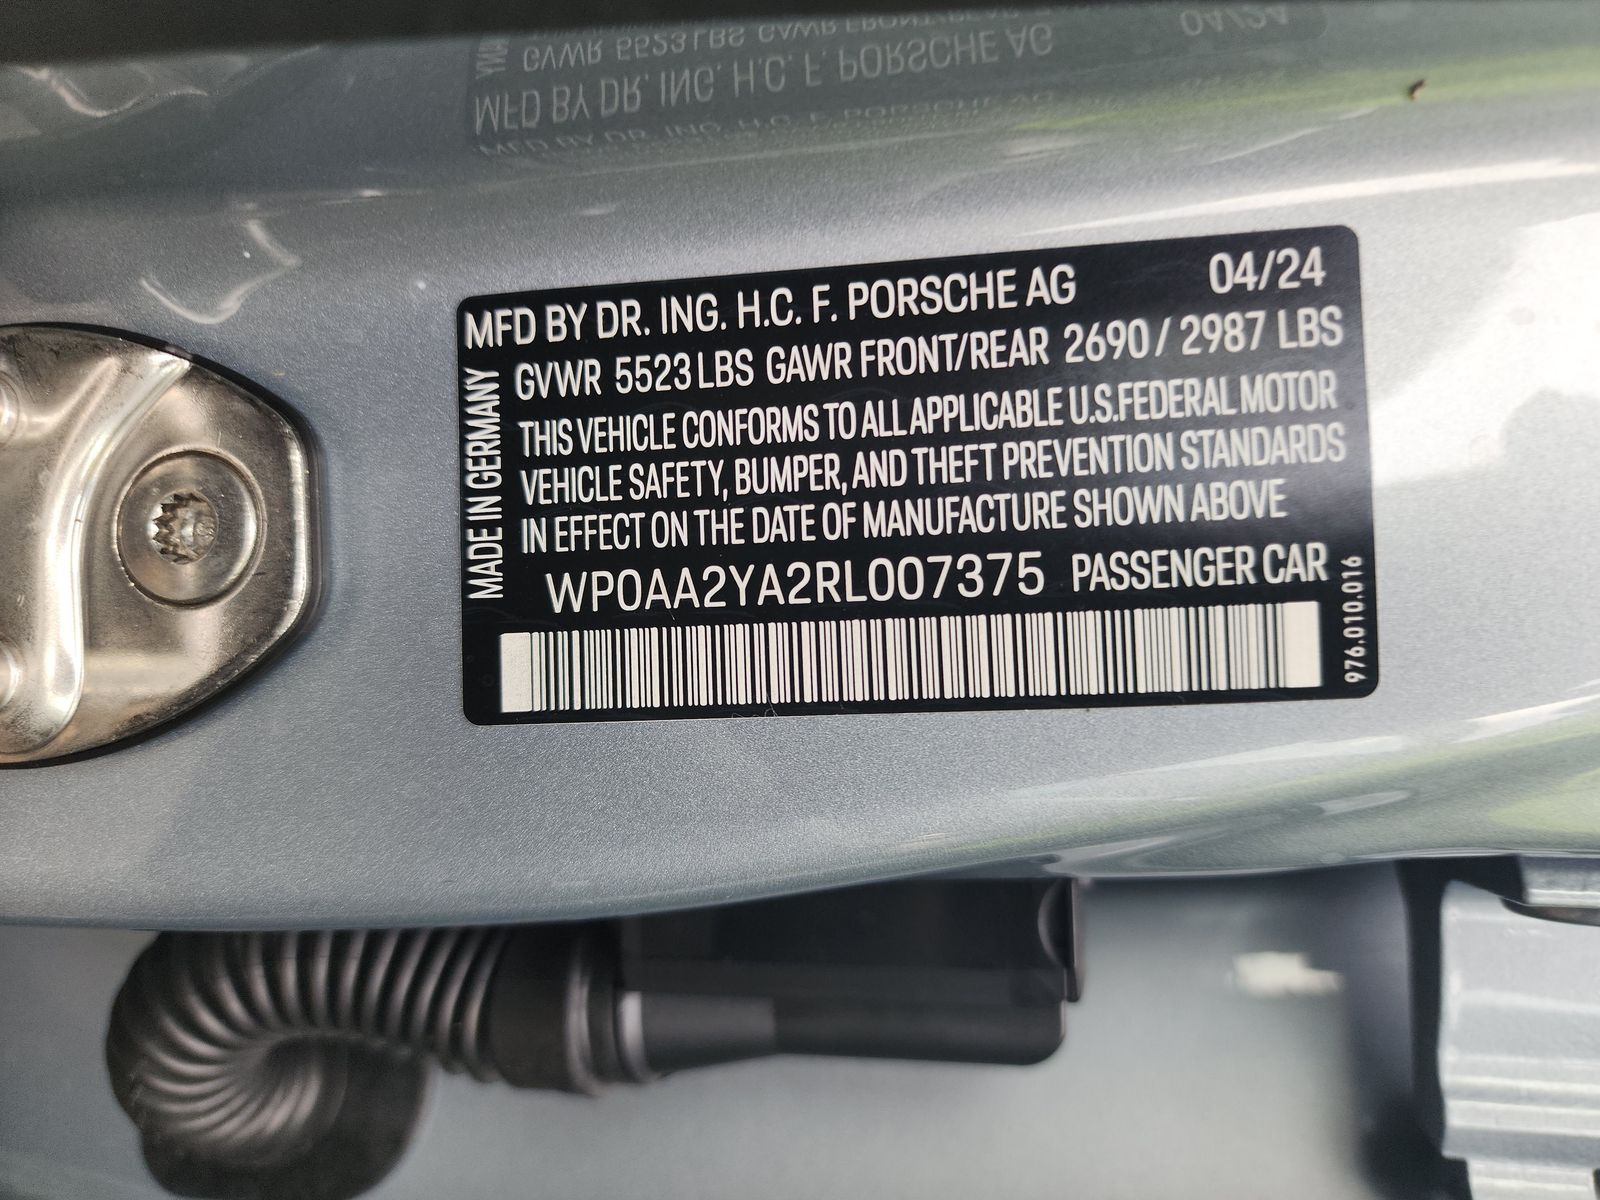 MFD BY DR. ING. H.C. F. PORSCHE AG 04/24
GVWR 5523 LBS GAWR FRONT/REAR 2690 / 2987 LBS
THIS VEHICLE CONFORMS TO ALL APPLICABLE U.S.FEDERAL MOTOR
VEHICLE SAFETY, BUMPER, AND THEFT PREVENTION STANDARDS
IN EFFECT ON THE DATE OF MANUFACTURE SHOWN ABOVE
WP0AA2YA2RL007375 PASSENGER CAR
MADE IN GERMANY
976.010.016